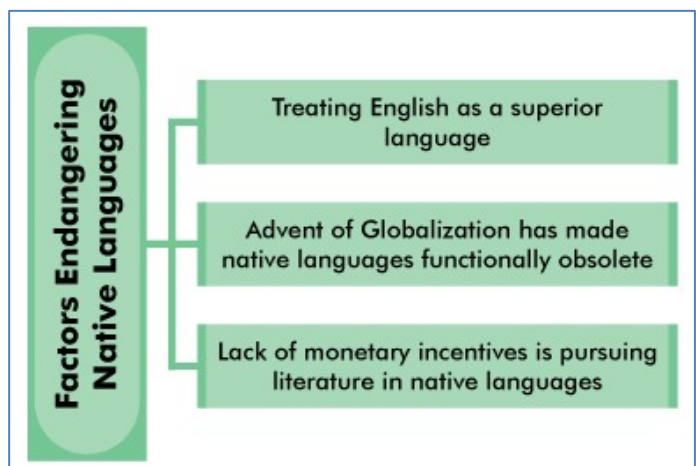 Factors Endangering
Native Languages
Treating English as a superior
language
Advent of Globalization has made
native languages functionally obsolete
Lack of monetary incentives is pursuing
literature in native languages